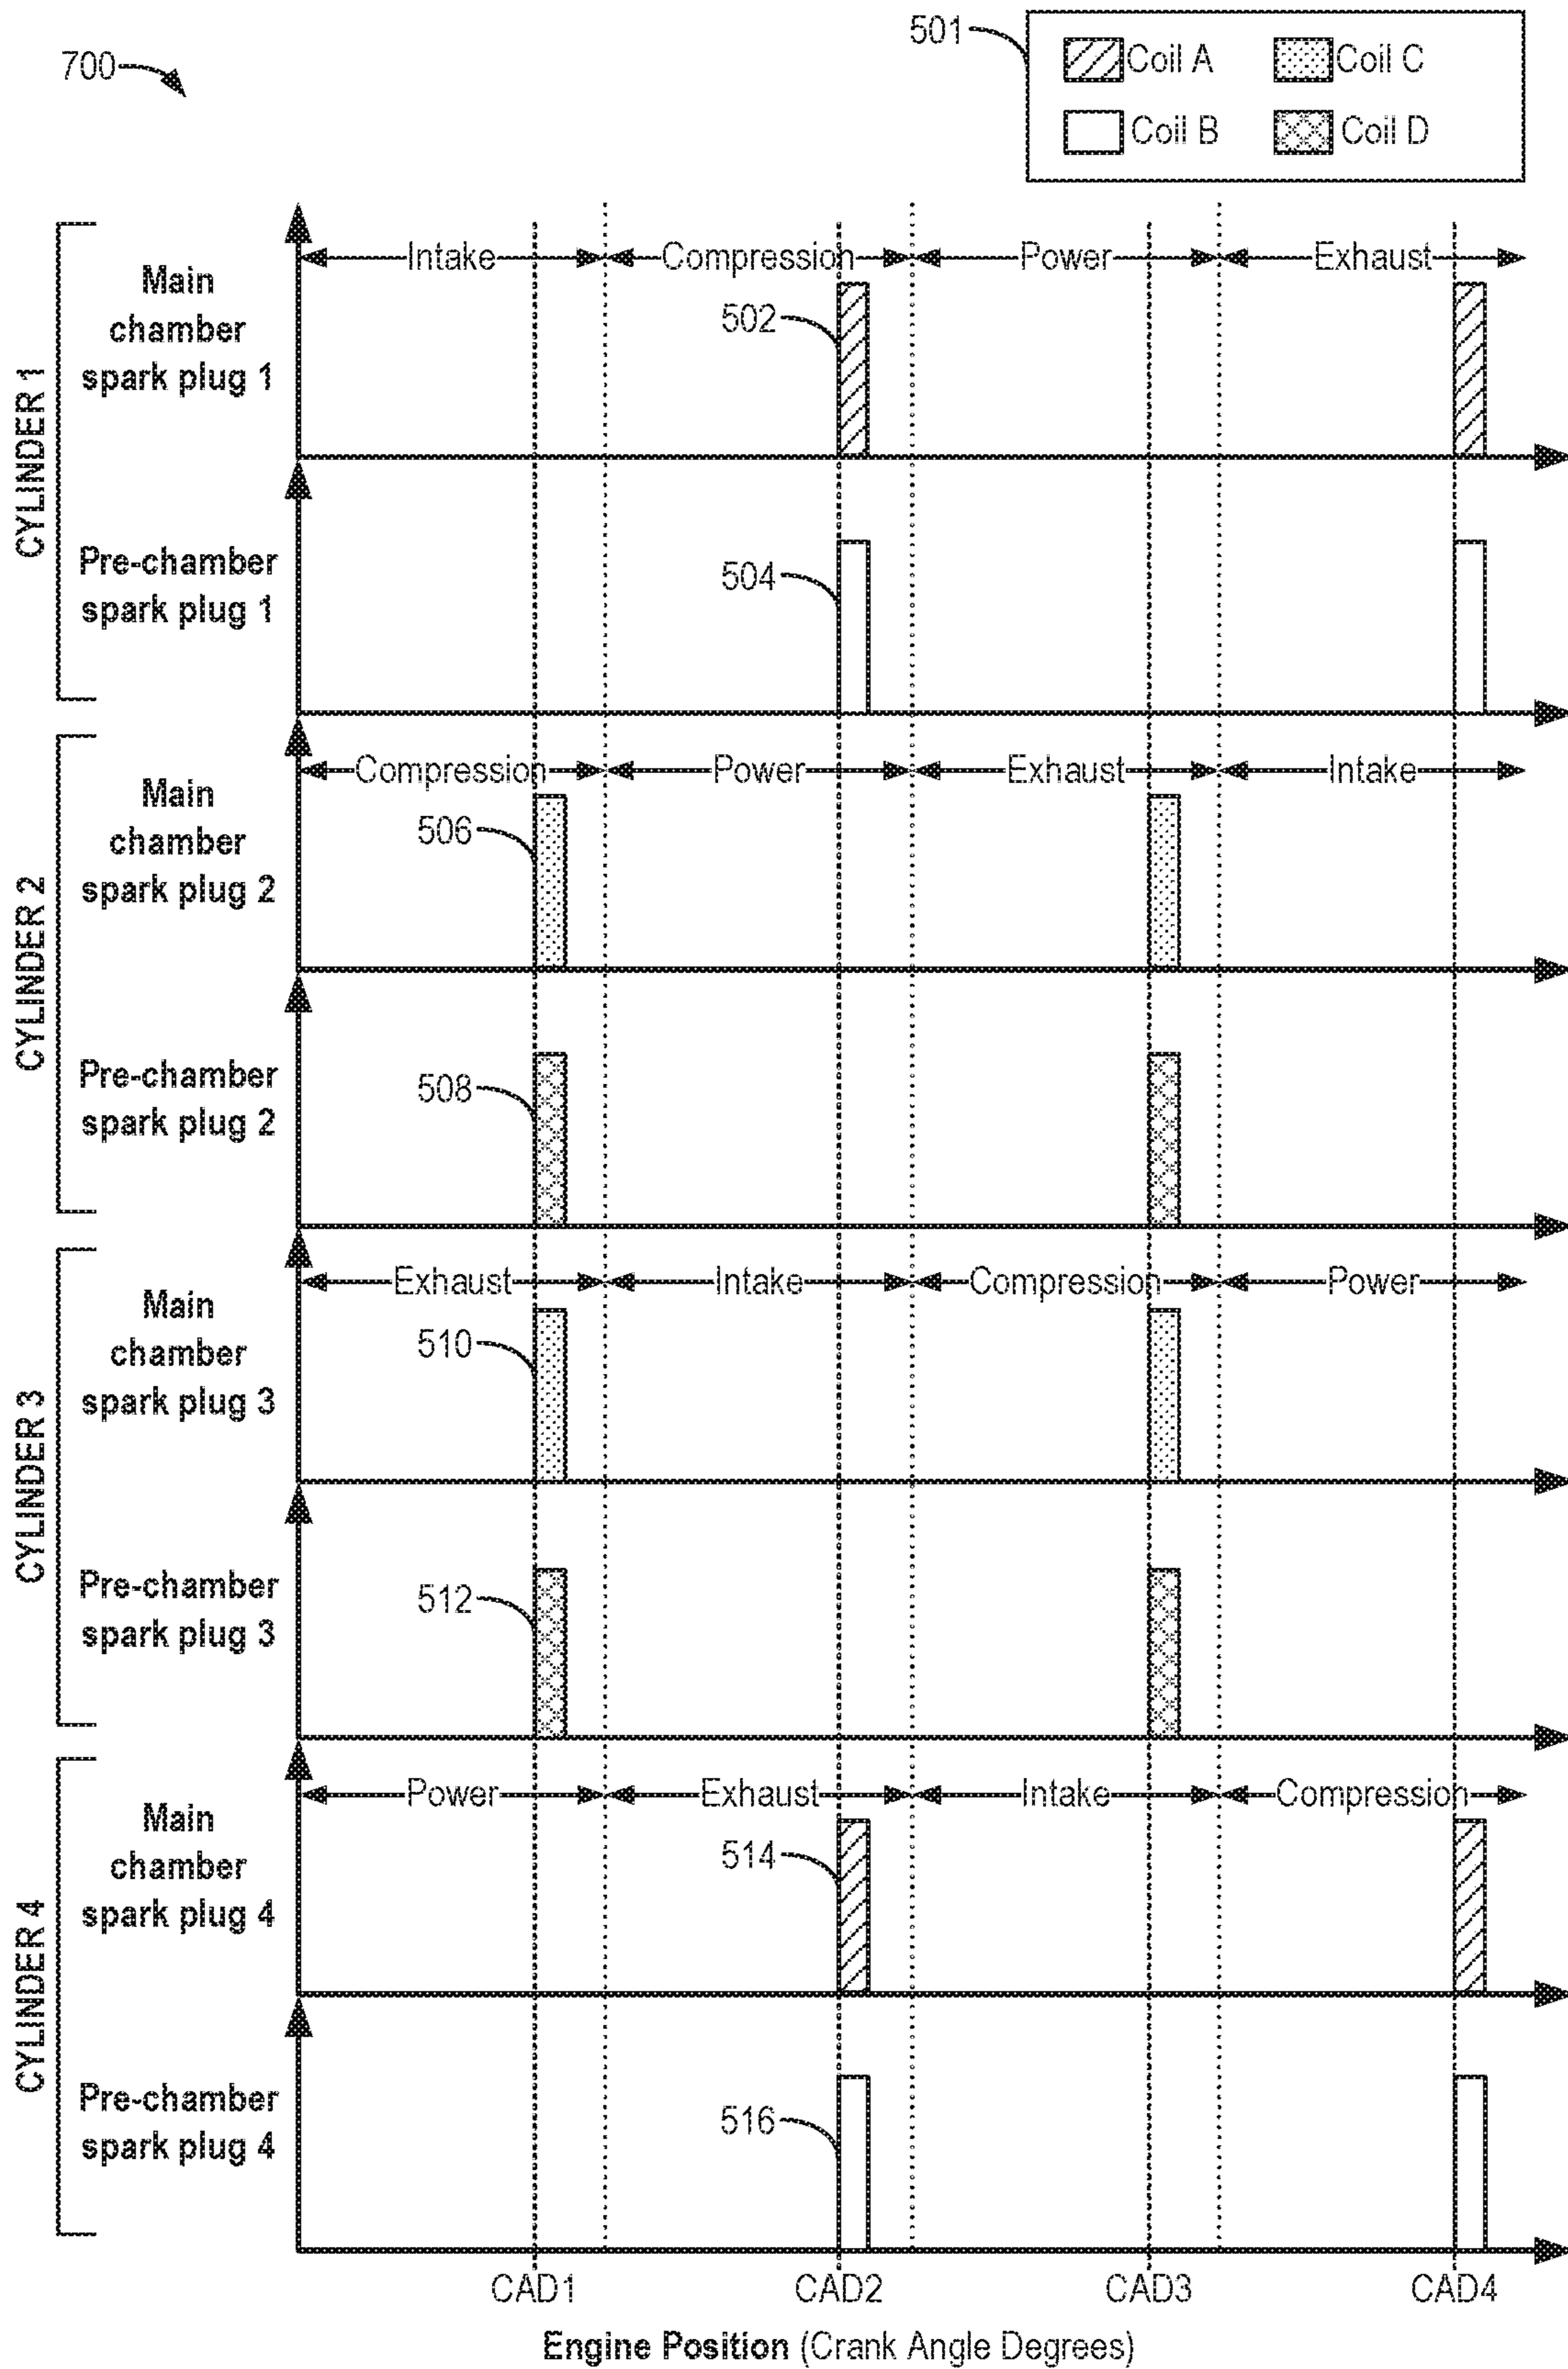 700
501
Coil A
Coil C
Coil B
Coil D
CYLINDER 1
Main
chamber
spark plug 1
Intake
Compression
Power
Exhaust
502
Pre-chamber
spark plug 1
504
CYLINDER 2
Main
chamber
spark plug 2
Compression
Power
Exhaust
Intake
506
Pre-chamber
spark plug 2
508
CYLINDER 3
Main
chamber
spark plug 3
Exhaust
Intake
Compression
Power
510
Pre-chamber
spark plug 3
512
CYLINDER 4
Main
chamber
spark plug 4
Power
Exhaust
Intake
Compression
514
Pre-chamber
spark plug 4
516
CAD1
CAD2
CAD3
CAD4
Engine Position (Crank Angle Degrees)